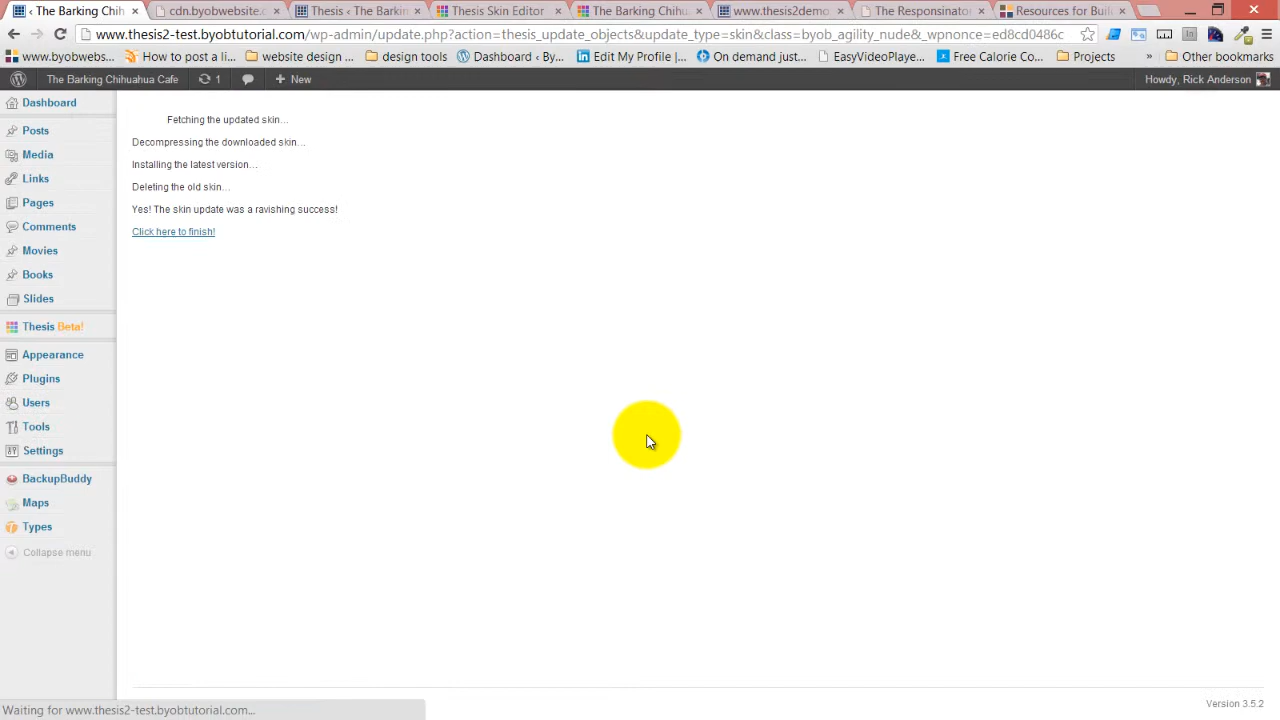 ‹ The Barking Chih
cdn.byobwebsite.c
Thesis ‹ The Barkin
Thesis Skin Editor
The Barking Chihu
www.thesis2demo
The Responsinator
Resources for Buil
www.thesis2-test.byobtutorial.com/wp-admin/update.php?action=thesis_update_objects&update_type=skin&class=byob_agility_nude&_wpnonce=ed8cd0486c
www.byobwebs...
How to post a li...
website design ...
design tools
Dashboard ‹ By...
Edit My Profile |...
On demand just...
EasyVideoPlaye...
Free Calorie Co...
Projects
»
Other bookmarks
The Barking Chihuahua Cafe
1
+ New
Howdy, Rick Anderson
Dashboard
Posts
Media
Links
Pages
Comments
Movies
Books
Slides
Thesis Beta!
Appearance
Plugins
Users
Tools
Settings
BackupBuddy
Maps
Types
Collapse menu
Fetching the updated skin…
Decompressing the downloaded skin…
Installing the latest version…
Deleting the old skin…
Yes! The skin update was a ravishing success!
Click here to finish!
Version 3.5.2
Waiting for www.thesis2-test.byobtutorial.com...